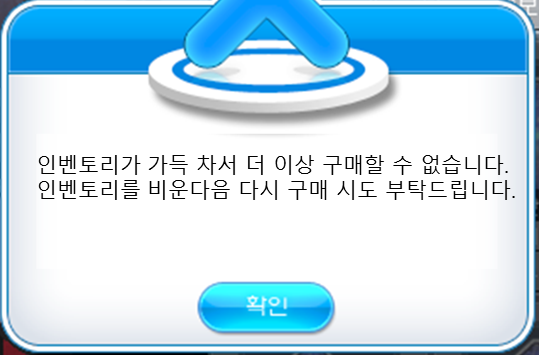 인벤토리가 가득 차서 더 이상 구매할 수 없습니다.
인벤토리를 비운다음 다시 구매 시도 부탁드립니다.
확인